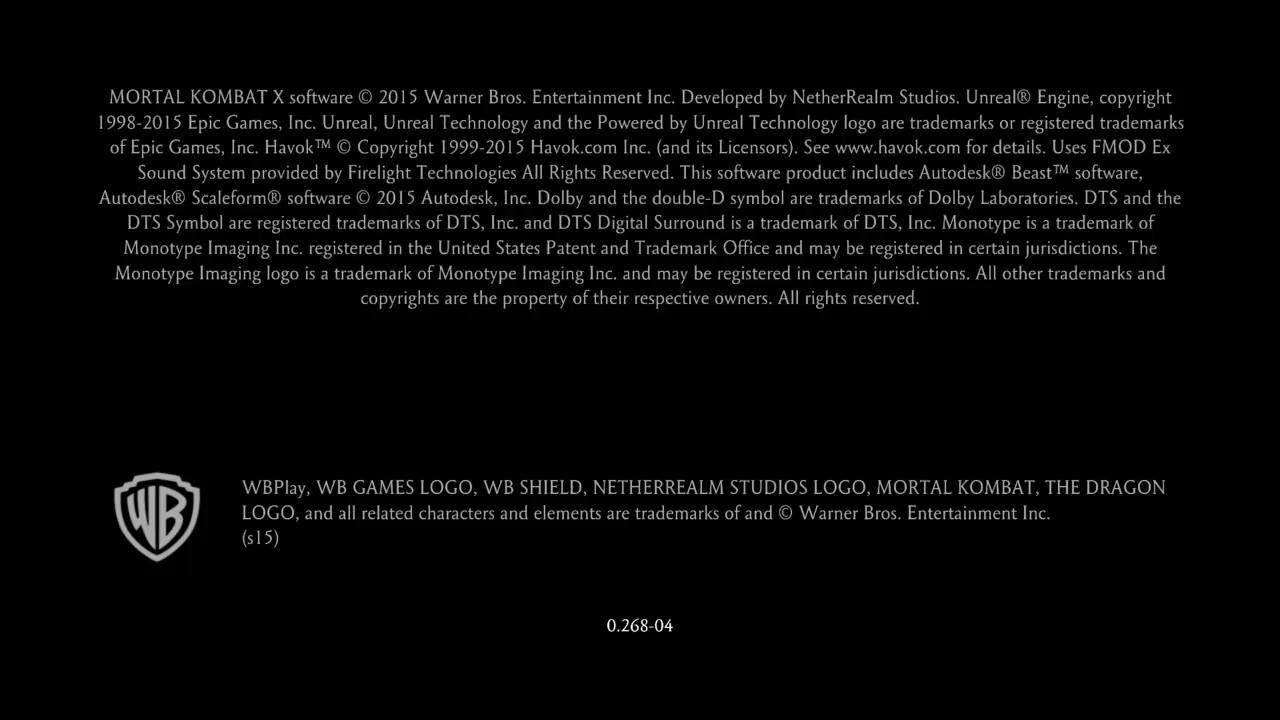 MORTAL KOMBAT X software © 2015 Warner Bros. Entertainment Inc. Developed by NetherRealm Studios. Unreal® Engine, copyright
1998-2015 Epic Games, Inc. Unreal, Unreal Technology and the Powered by Unreal Technology logo are trademarks or registered trademarks
of Epic Games, Inc. Havok™ © Copyright 1999-2015 Havok.com Inc. (and its Licensors). See www.havok.com for details. Uses FMOD Ex
Sound System provided by Firelight Technologies All Rights Reserved. This software product includes Autodesk® Beast™ software,
Autodesk® Scaleform® software © 2015 Autodesk, Inc. Dolby and the double-D symbol are trademarks of Dolby Laboratories. DTS and the
DTS Symbol are registered trademarks of DTS, Inc. and DTS Digital Surround is a trademark of DTS, Inc. Monotype is a trademark of
Monotype Imaging Inc. registered in the United States Patent and Trademark Office and may be registered in certain jurisdictions. The
Monotype Imaging logo is a trademark of Monotype Imaging Inc. and may be registered in certain jurisdictions. All other trademarks and
copyrights are the property of their respective owners. All rights reserved.
WB
WBPlay, WB GAMES LOGO, WB SHIELD, NETHERREALM STUDIOS LOGO, MORTAL KOMBAT, THE DRAGON
LOGO, and all related characters and elements are trademarks of and © Warner Bros. Entertainment Inc.
(s15)
0.268-04